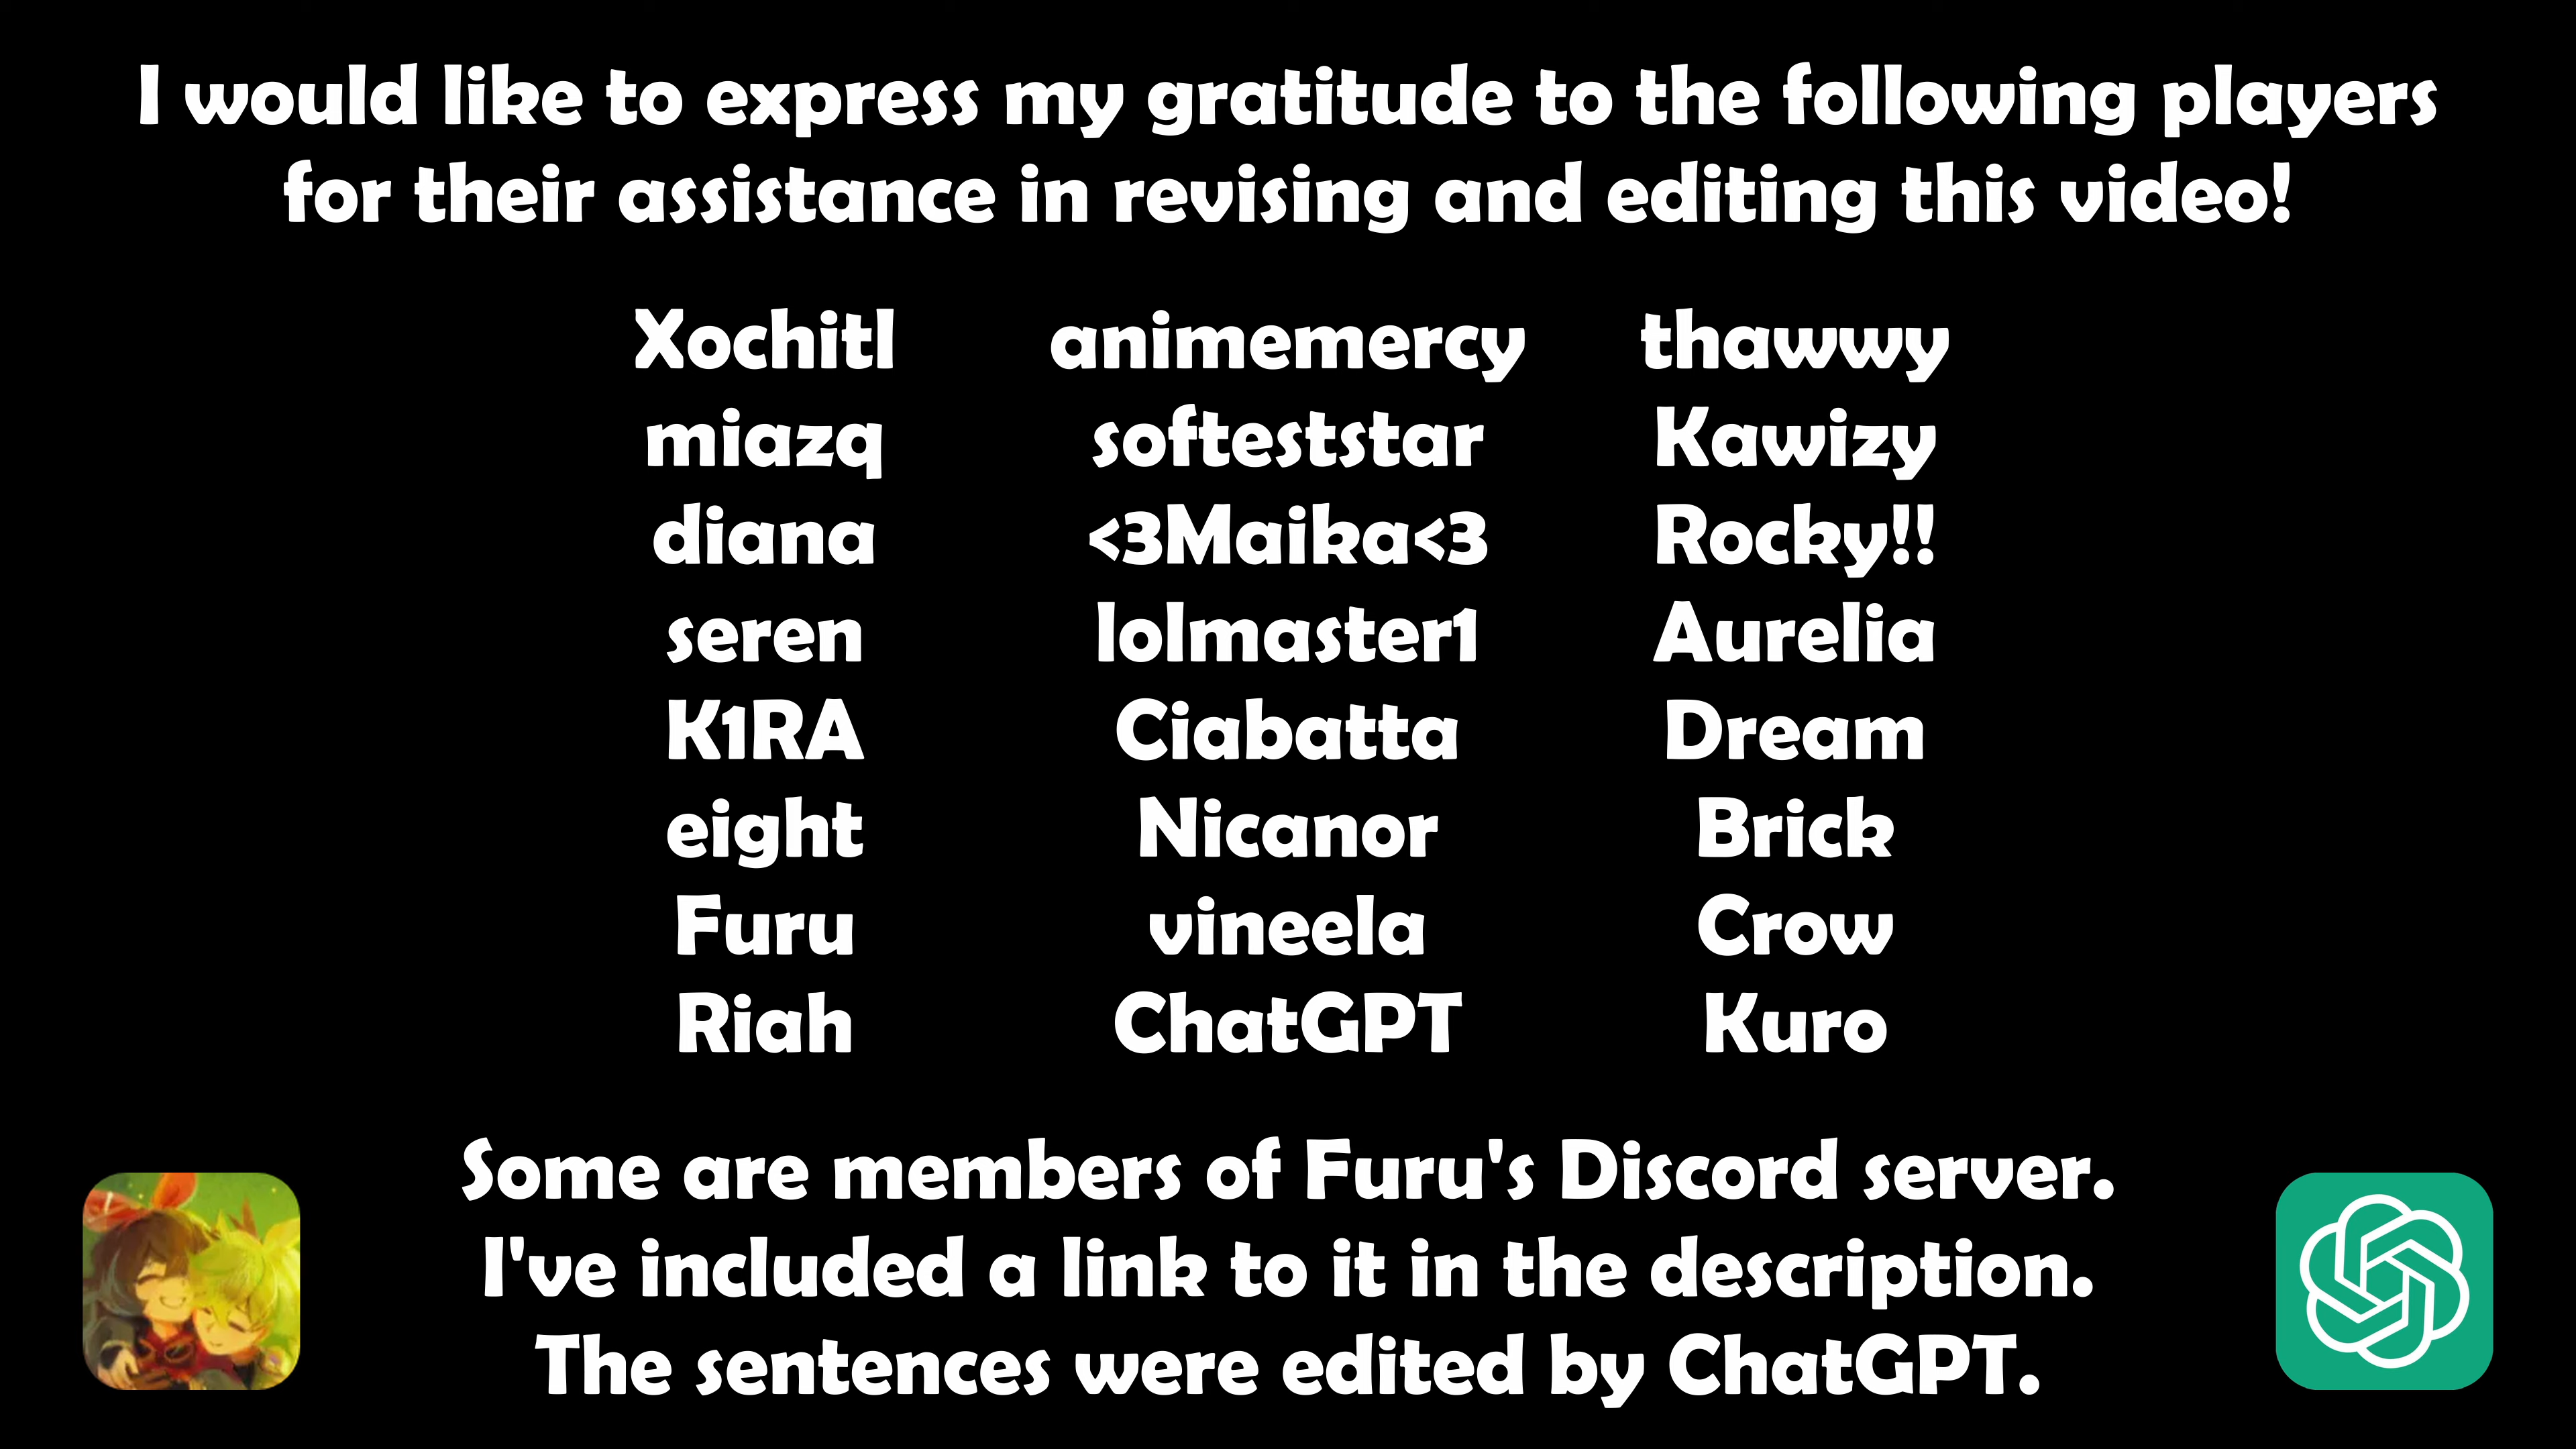 I would like to express my gratitude to the following players
for their assistance in revising and editing this video!
Xochitl animemercy thawwy
miazq softeststar Kawizy
diana <3Maika<3 Rocky!!
seren lolmaster1 Aurelia
K1RA Ciabatta Dream
eight Nicanor Brick
Furu vineela Crow
Riah ChatGPT Kuro
Some are members of Furu's Discord server.
I've included a link to it in the description.
The sentences were edited by ChatGPT.